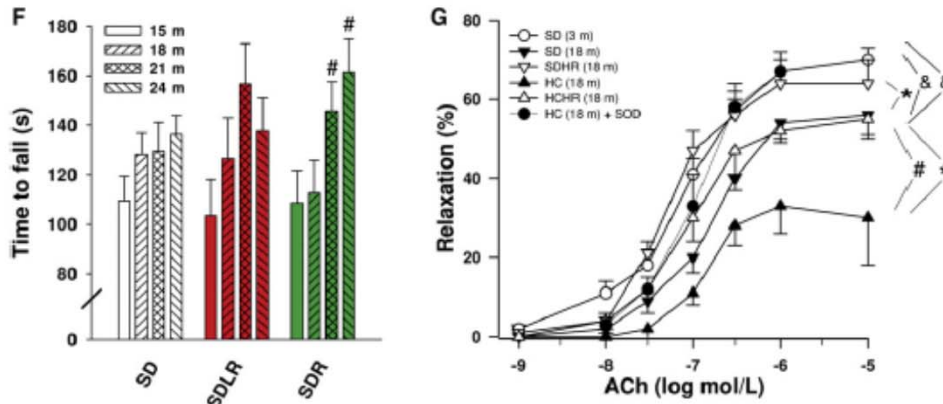 F
180
160
140
120
100
80
0
Time to fall (s)
15 m
18 m
21 m
24 m
#
#
SD
SDLR
SDR
G
80
60
40
20
0
Relaxation (%)
SD (3 m)
SD (18 m)
SDHR (18 m)
HC (18 m)
HCHR (18 m)
HC (18 m) + SOD
* & &
# *
-9 -8 -7 -6 -5
ACh (log mol/L)